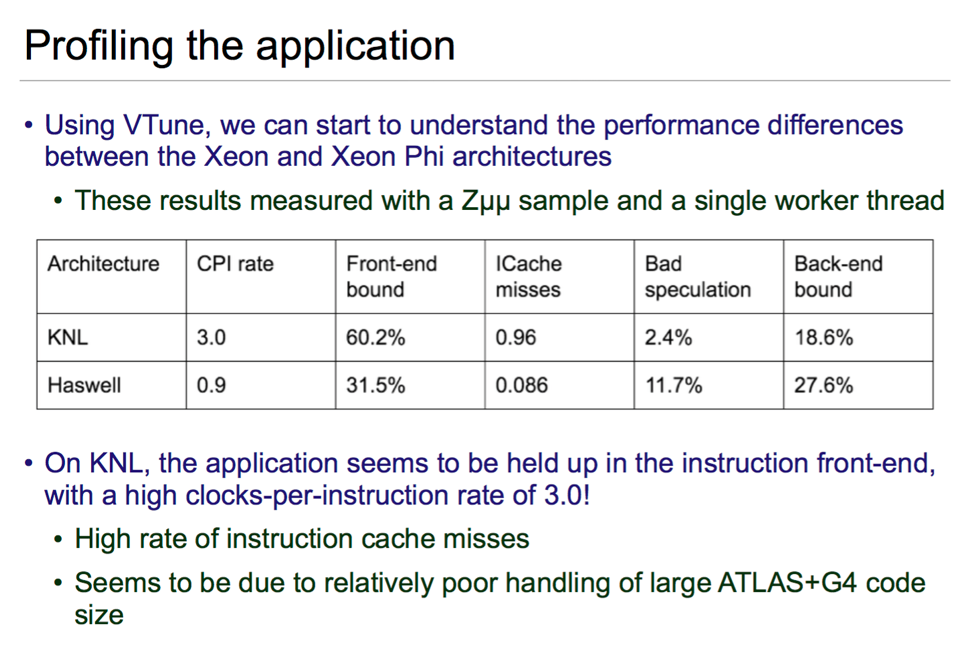 Profiling the application
• Using VTune, we can start to understand the performance differences
between the Xeon and Xeon Phi architectures
• These results measured with a Zμμ sample and a single worker thread
Architecture CPI rate Front-end bound ICache misses Bad speculation Back-end bound
KNL 3.0 60.2% 0.96 2.4% 18.6%
Haswell 0.9 31.5% 0.086 11.7% 27.6%
• On KNL, the application seems to be held up in the instruction front-end,
with a high clocks-per-instruction rate of 3.0!
• High rate of instruction cache misses
• Seems to be due to relatively poor handling of large ATLAS+G4 code
size